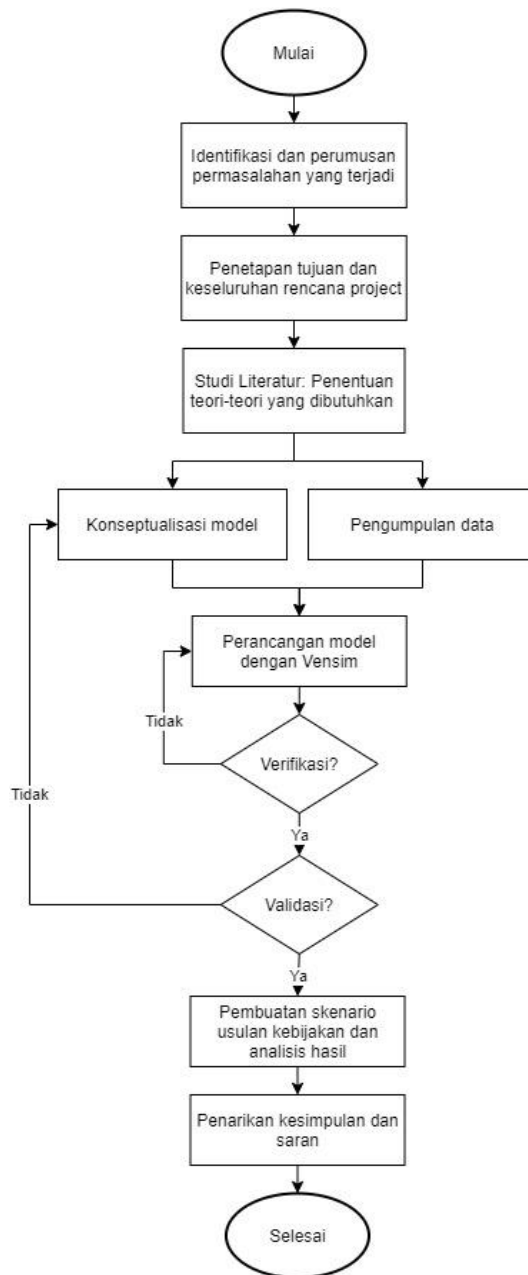 Mulai
Identifikasi dan perumusan
permasalahan yang terjadi
Penetapan tujuan dan
keseluruhan rencana project
Studi Literatur: Penentuan
teori-teori yang dibutuhkan
Konseptualisasi model
Pengumpulan data
Perancangan model
dengan Vensim
Tidak
Verifikasi?
Tidak
Ya
Validasi?
Ya
Pembuatan skenario
usulan kebijakan dan
analisis hasil
Penarikan kesimpulan dan
saran
Selesai